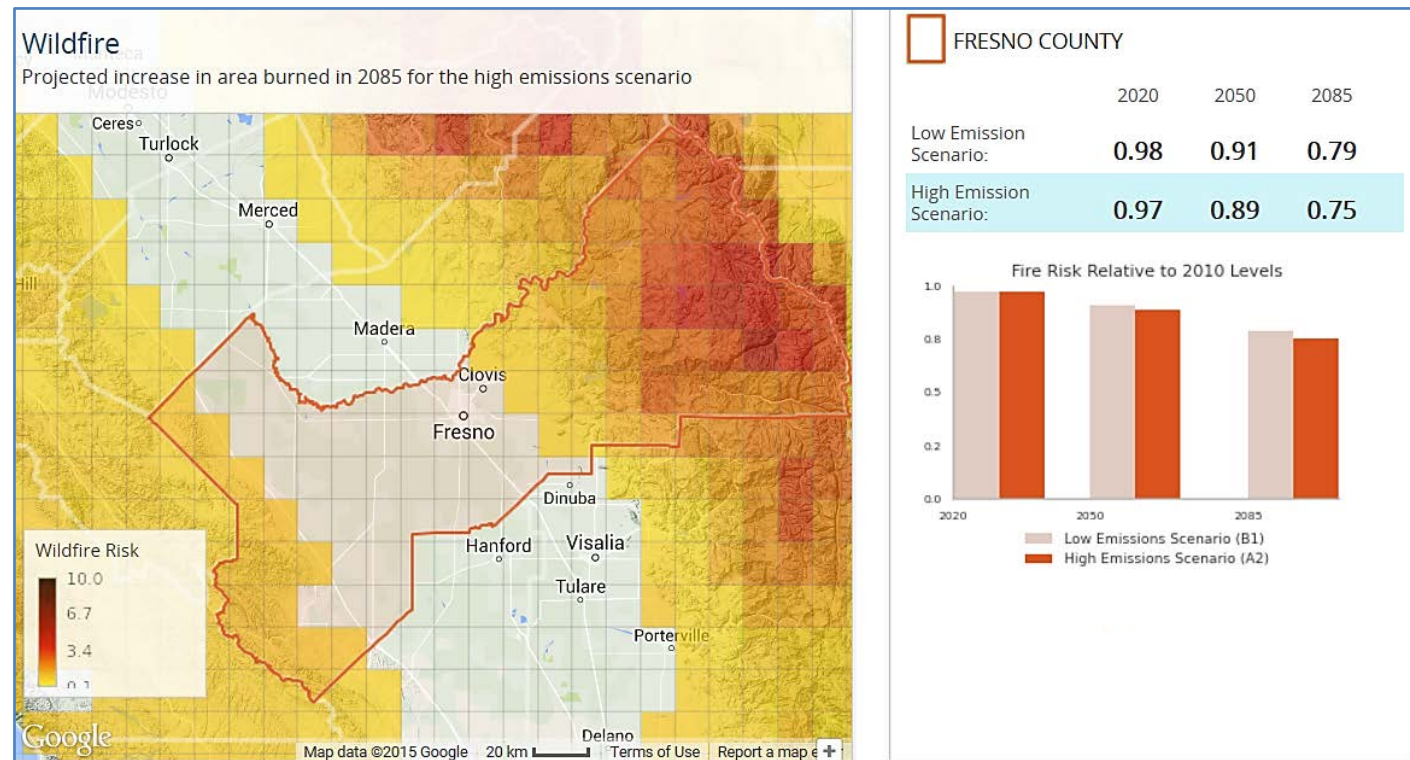 Wildfire
Projected increase in area burned in 2085 for the high emissions scenario
Modesto
Ceres
Turlock
Merced
Hill
Madera
Clovis
Fresno
Dinuba
Hanford
Visalia
Tulare
Porterville
Delano
Wildfire Risk
10.0
6.7
3.4
0.1
Google
Map data ©2015 Google 20 km Terms of Use Report a map
FRESNO COUNTY
2020 2050 2085
Low Emission
Scenario: 0.98 0.91 0.79
High Emission
Scenario: 0.97 0.89 0.75
Fire Risk Relative to 2010 Levels
1.0
0.8
0.5
0.2
0.0
2020 2050 2085
Low Emissions Scenario (B1)
High Emissions Scenario (A2)